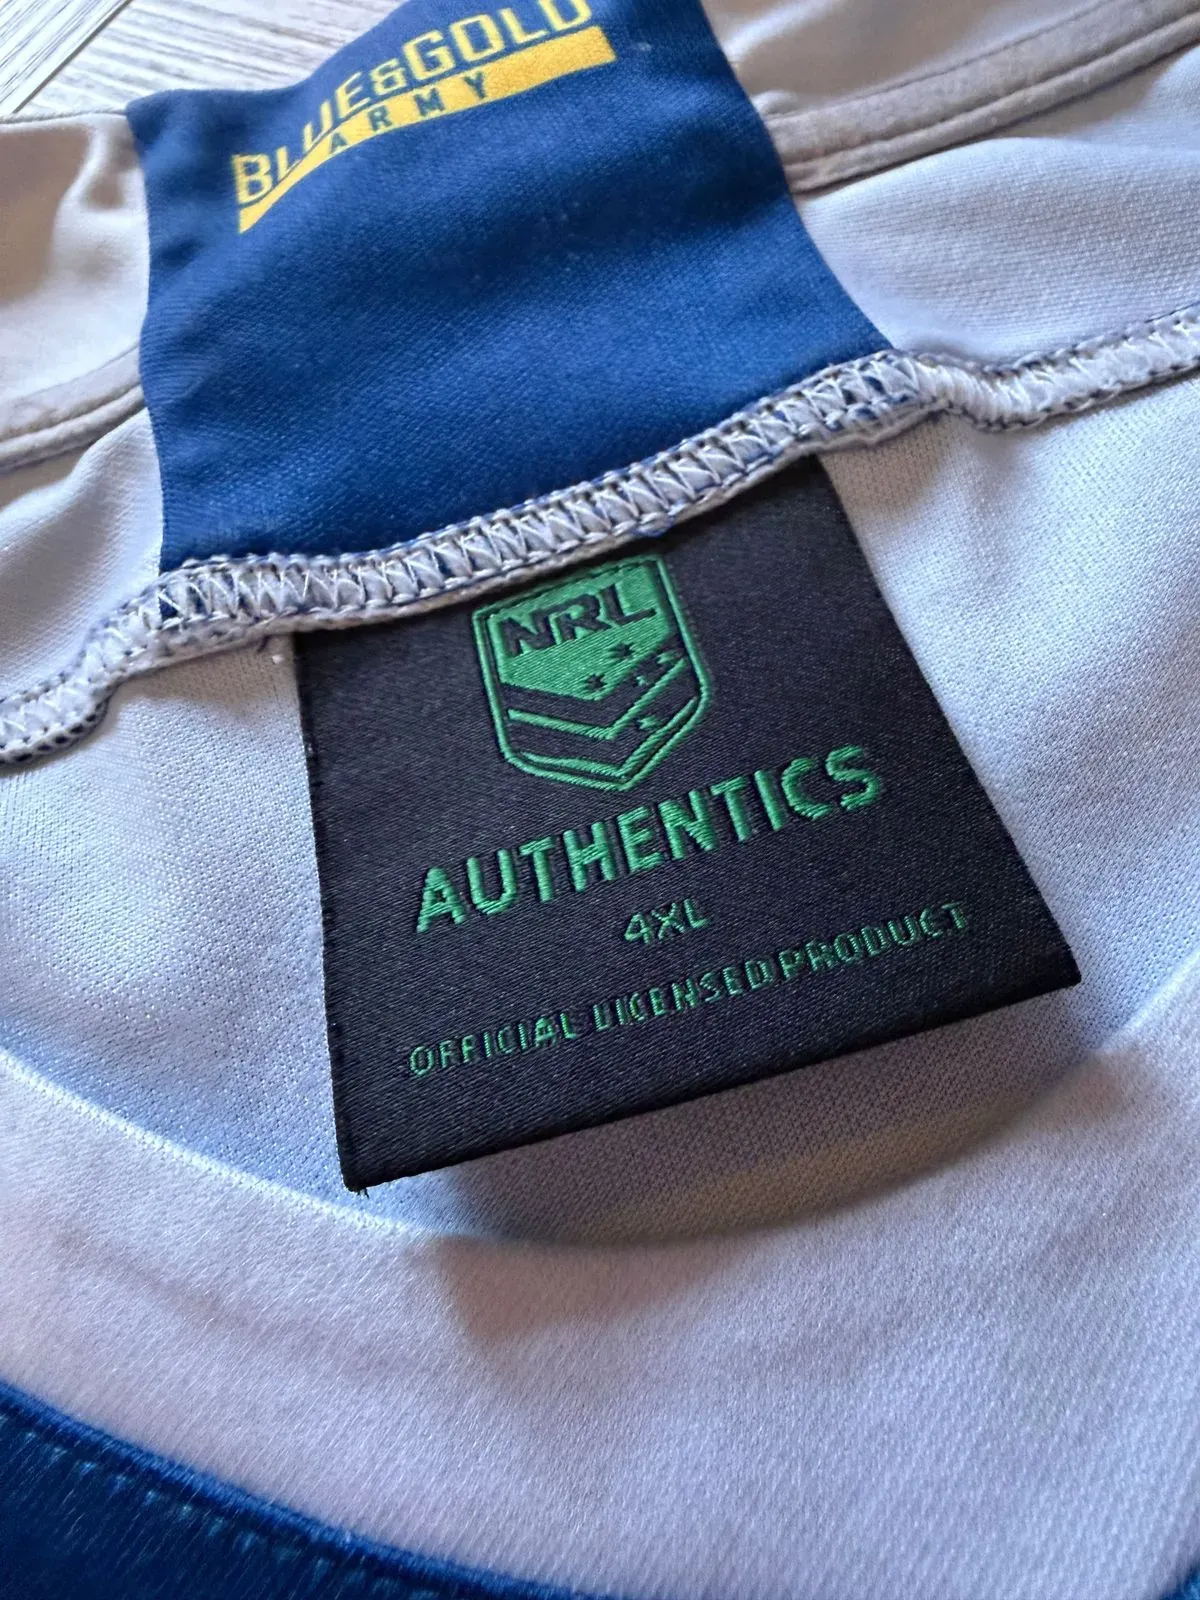 BLUE&GOLD
ARMY
NRL
AUTHENTICS
4XL
OFFICIAL LICENSED PRODUCT